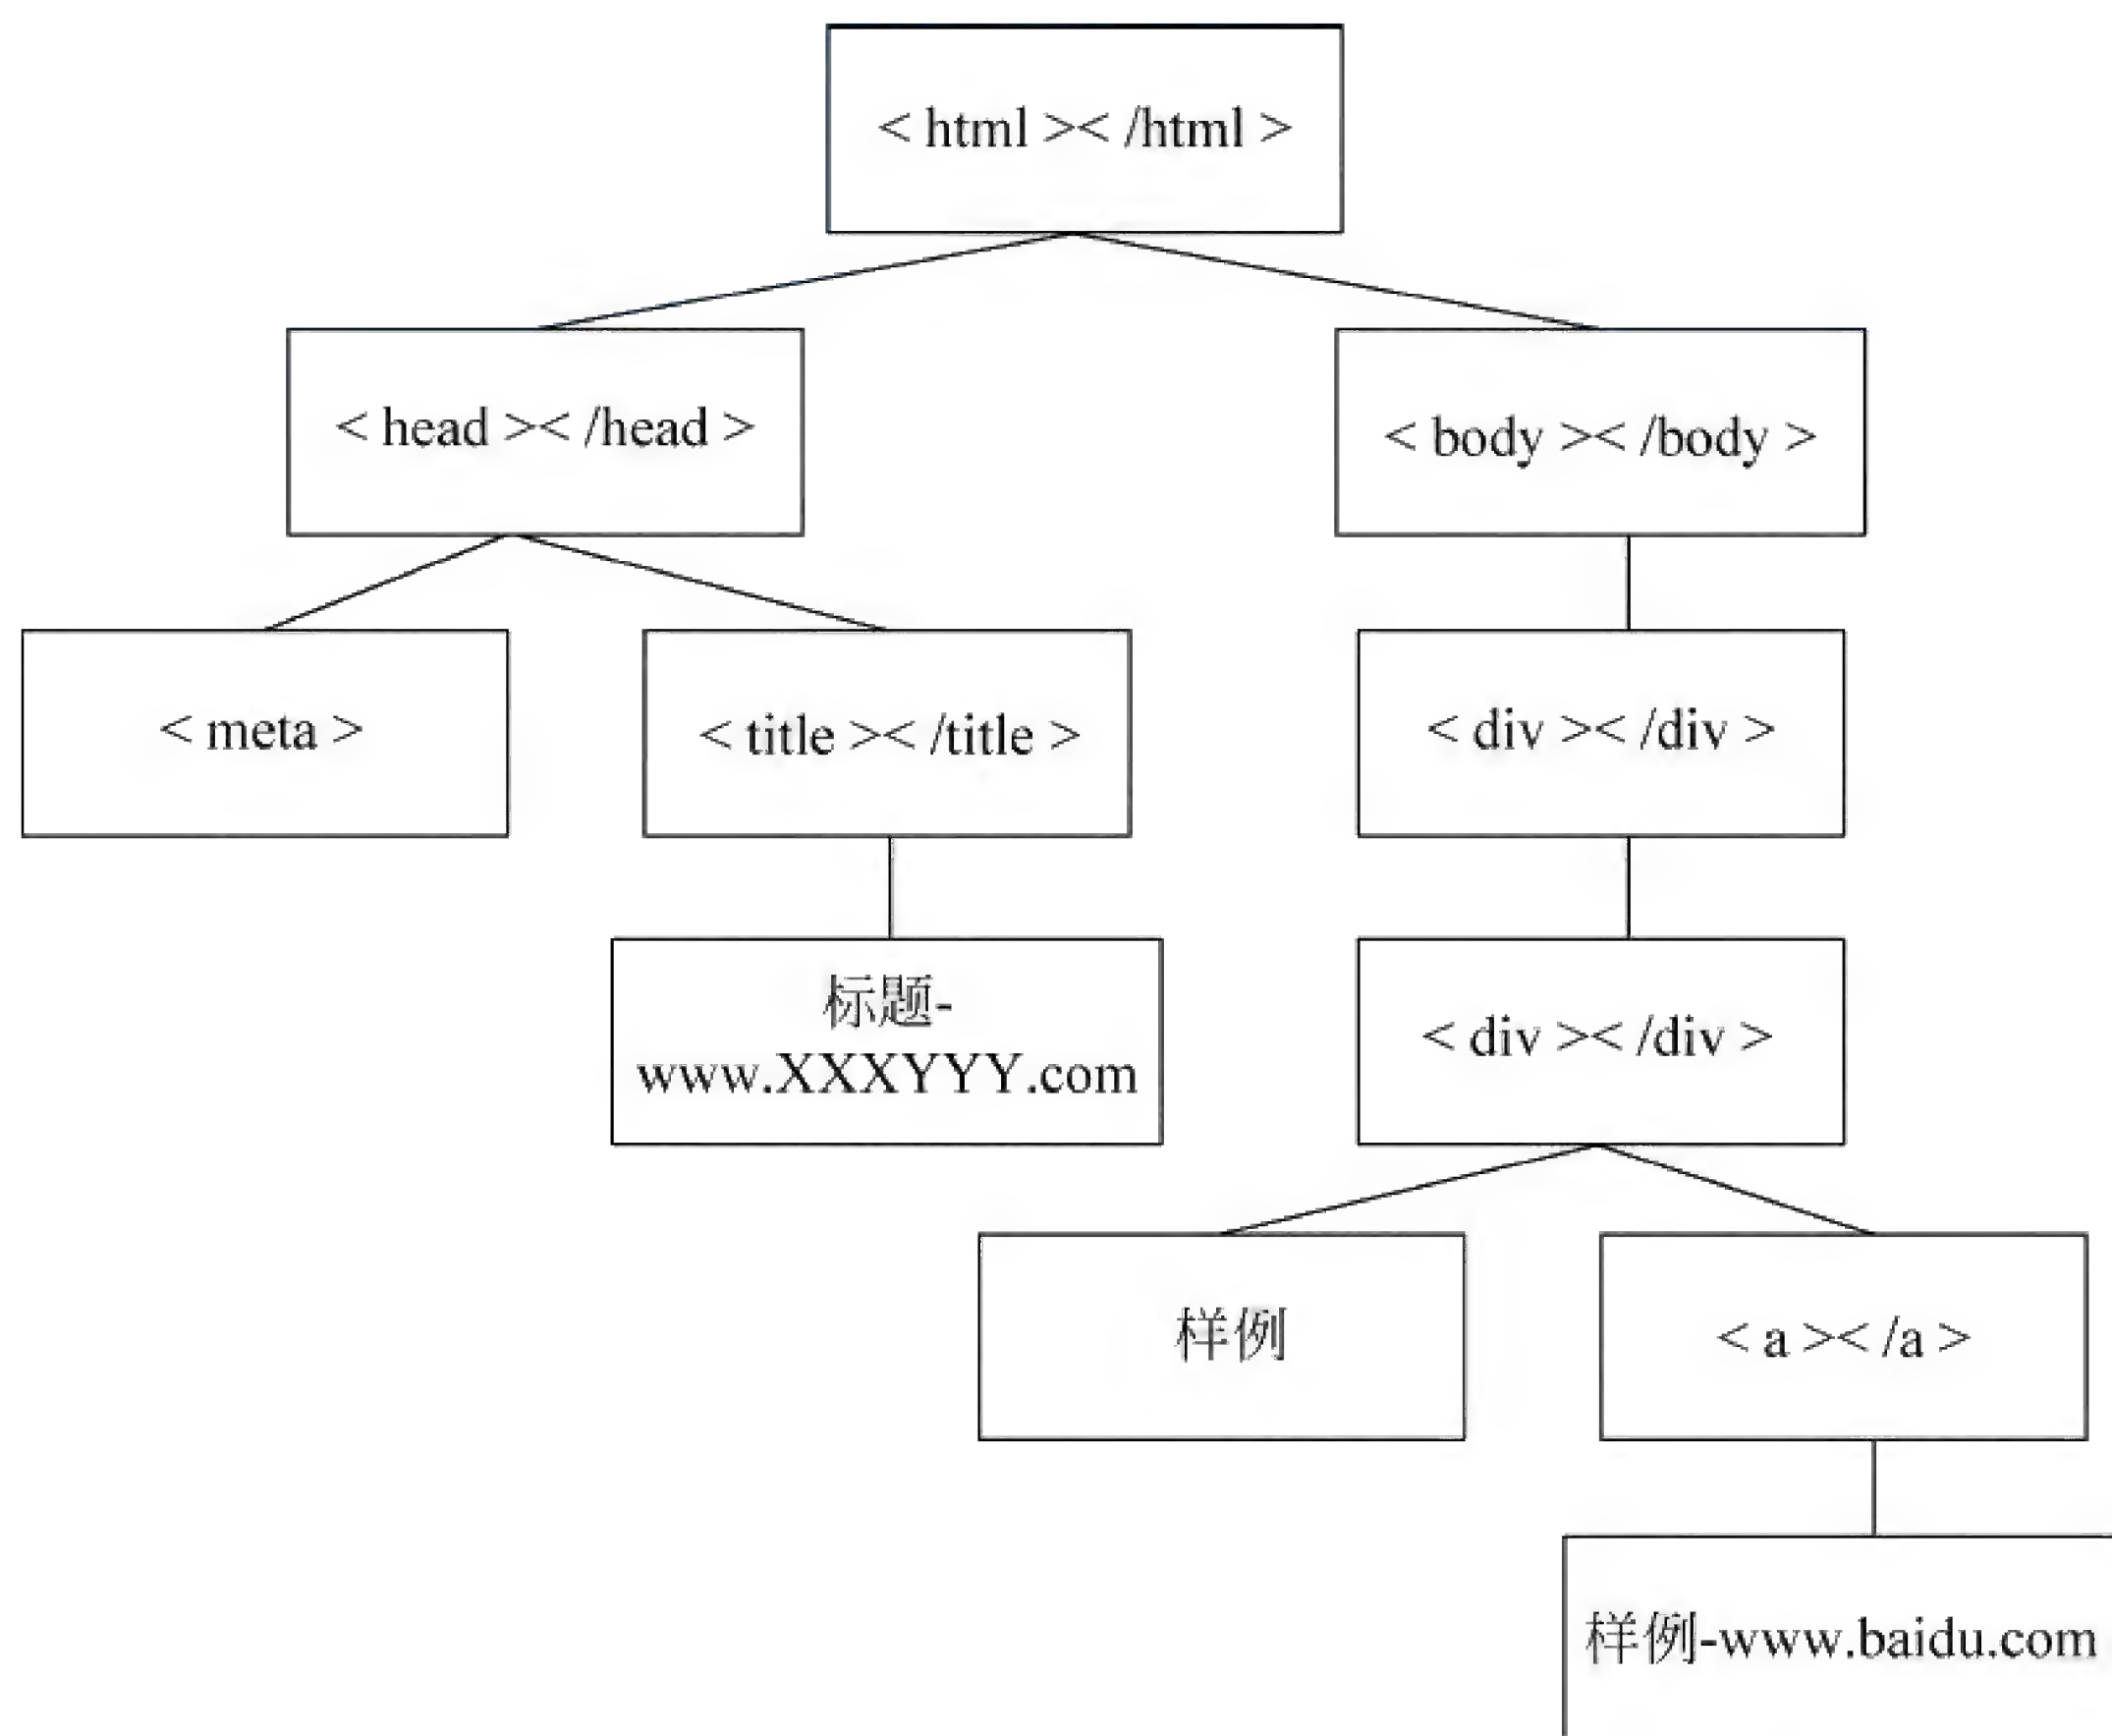 < html >< /html >
< head >< /head >
< body >< /body >
< meta >
< title >< /title >
< div >< /div >
标题-
www.XXXYYY.com
< div >< /div >
样例
< a >< /a >
样例-www.baidu.com